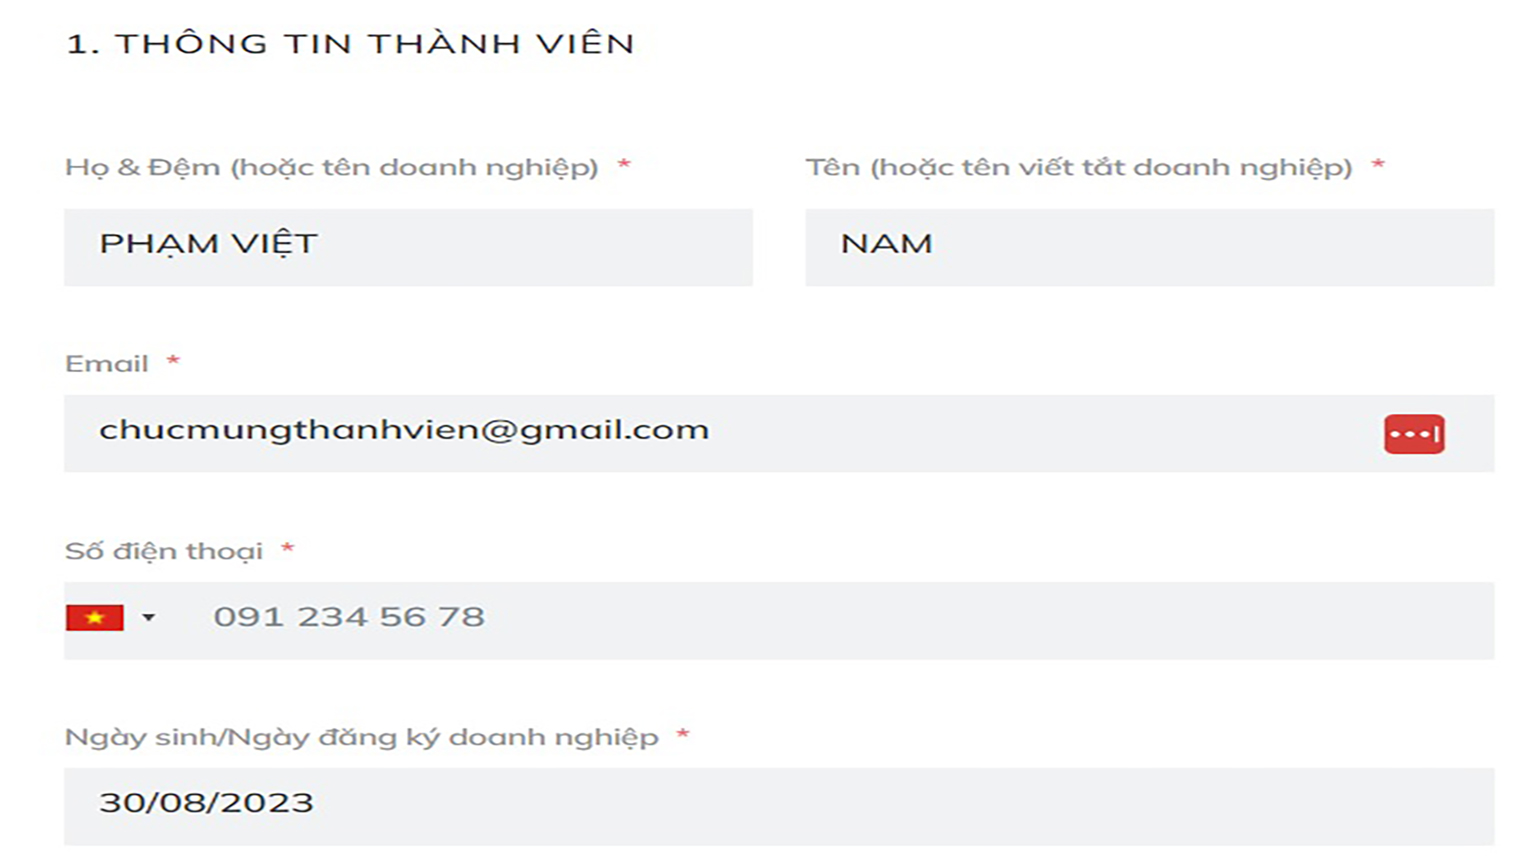 1. THÔNG TIN THÀNH VIÊN
Họ & Đệm (hoặc tên doanh nghiệp) *
Tên (hoặc tên viết tắt doanh nghiệp) *
PHẠM VIỆT
NAM
Email *
chucmungthanhvien@gmail.com
Số điện thoại *
091 234 56 78
Ngày sinh/Ngày đăng ký doanh nghiệp *
30/08/2023